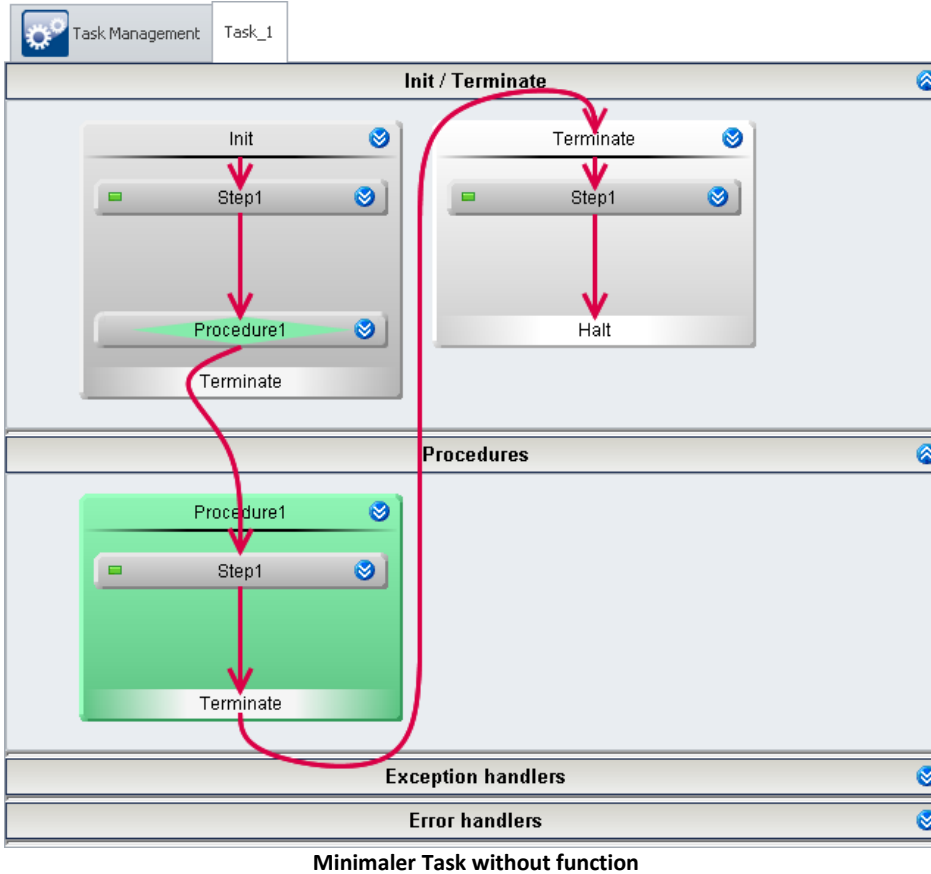 Task Management Task_1
Init / Terminate
Init Terminate
Step1 Step1
Procedure1 Halt
Terminate
Procedures
Procedure1
Step1
Terminate
Exception handlers
Error handlers
Minimaler Task without function